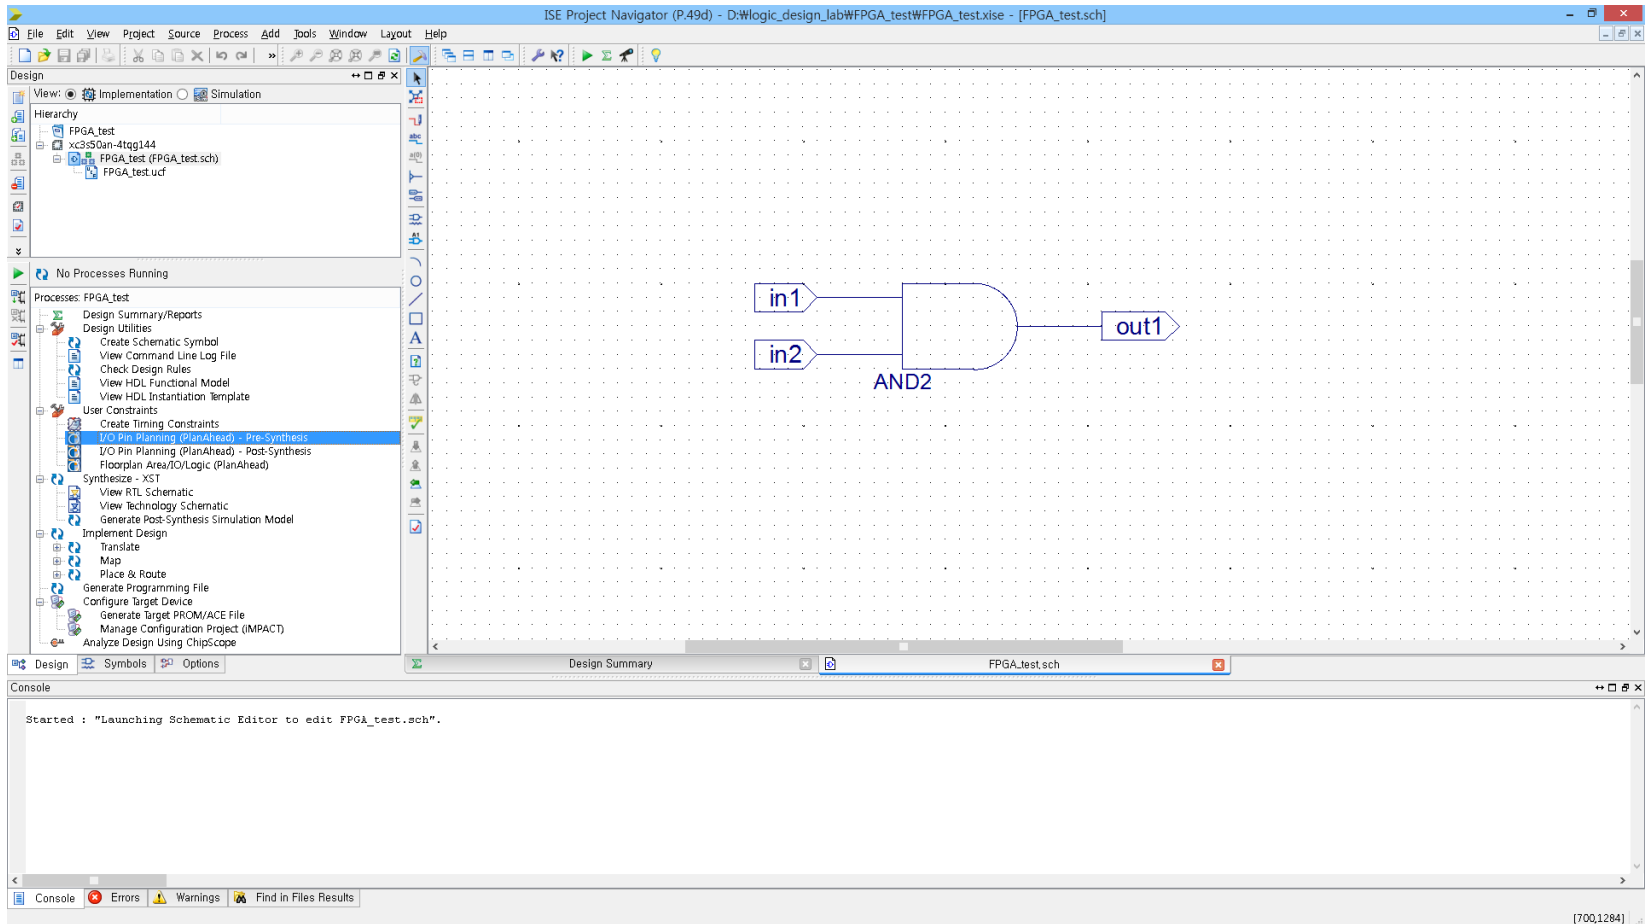 ISE Project Navigator (P.49d) - D:₩logic_design_lab₩FPGA_test₩FPGA_test.xise - [FPGA_test.sch]
File Edit View Project Source Process Add Tools Window Layout Help
Design
View: Implementation Simulation
Hierarchy
FPGA_test
xc3s50an-4tqg144
FPGA_test (FPGA_test.sch)
FPGA_test.ucf
No Processes Running
Processes: FPGA_test
Design Summary/Reports
Design Utilities
Create Schematic Symbol
View Command Line Log File
Check Design Rules
View HDL Functional Model
View HDL Instantiation Template
User Constraints
Create Timing Constraints
I/O Pin Planning (PlanAhead) - Pre-Synthesis
I/O Pin Planning (PlanAhead) - Post-Synthesis
Floorplan Area/IO/Logic (PlanAhead)
Synthesize - XST
View RTL Schematic
View Technology Schematic
Generate Post-Synthesis Simulation Model
Implement Design
Translate
Map
Place & Route
Generate Programming File
Configure Target Device
Generate Target PROM/ACE File
Manage Configuration Project (iMPACT)
Analyze Design Using ChipScope
Design Symbols Options
in1
in2
AND2
out1
Design Summary
FPGA_test.sch
Console
Started : "Launching Schematic Editor to edit FPGA_test.sch".
Console Errors Warnings Find in Files Results
[700,1284]